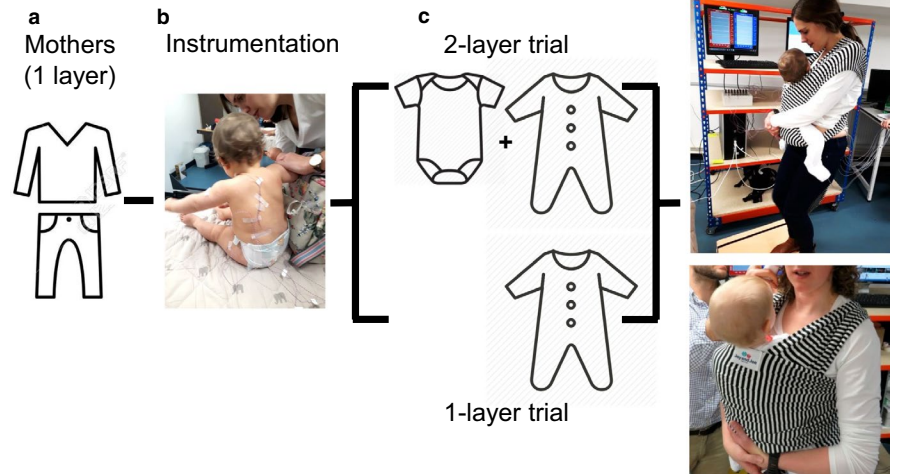 a
Mothers
(1 layer)
b
Instrumentation
c
2-layer trial
+
1-layer trial